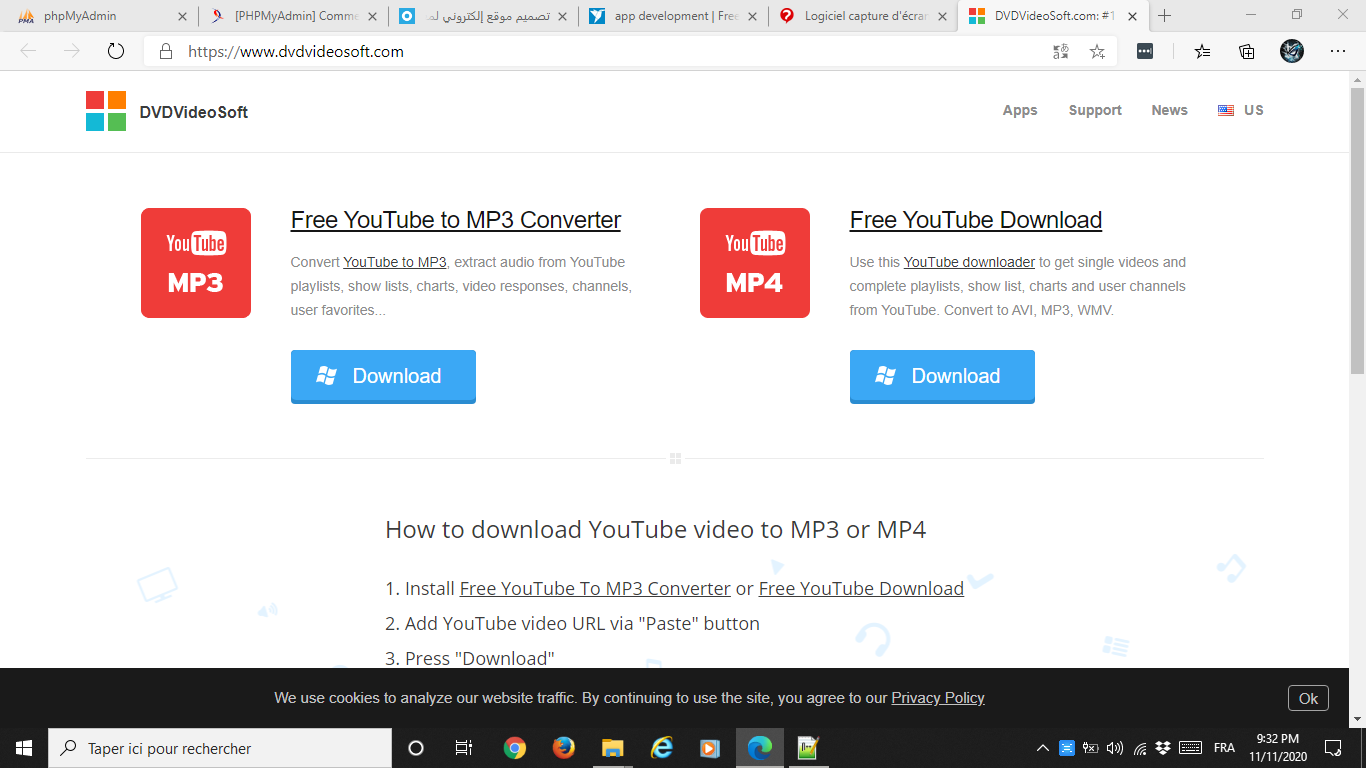 phpMyAdmin
[PHPMyAdmin] Comme
تصميم موقع إلكتروني لم
app development | Free
Logiciel capture d'écran
DVDVideoSoft.com: #1
https://www.dvdvideosoft.com
DVDVideoSoft
Apps
Support
News
US
YouTube
MP3
Free YouTube to MP3 Converter
Convert YouTube to MP3, extract audio from YouTube
playlists, show lists, charts, video responses, channels,
user favorites...
Download
YouTube
MP4
Free YouTube Download
Use this YouTube downloader to get single videos and
complete playlists, show list, charts and user channels
from YouTube. Convert to AVI, MP3, WMV.
Download
How to download YouTube video to MP3 or MP4
1. Install Free YouTube To MP3 Converter or Free YouTube Download
2. Add YouTube video URL via "Paste" button
3. Press "Download"
We use cookies to analyze our website traffic. By continuing to use the site, you agree to our Privacy Policy
Ok
Taper ici pour rechercher
FRA
9:32 PM
11/11/2020